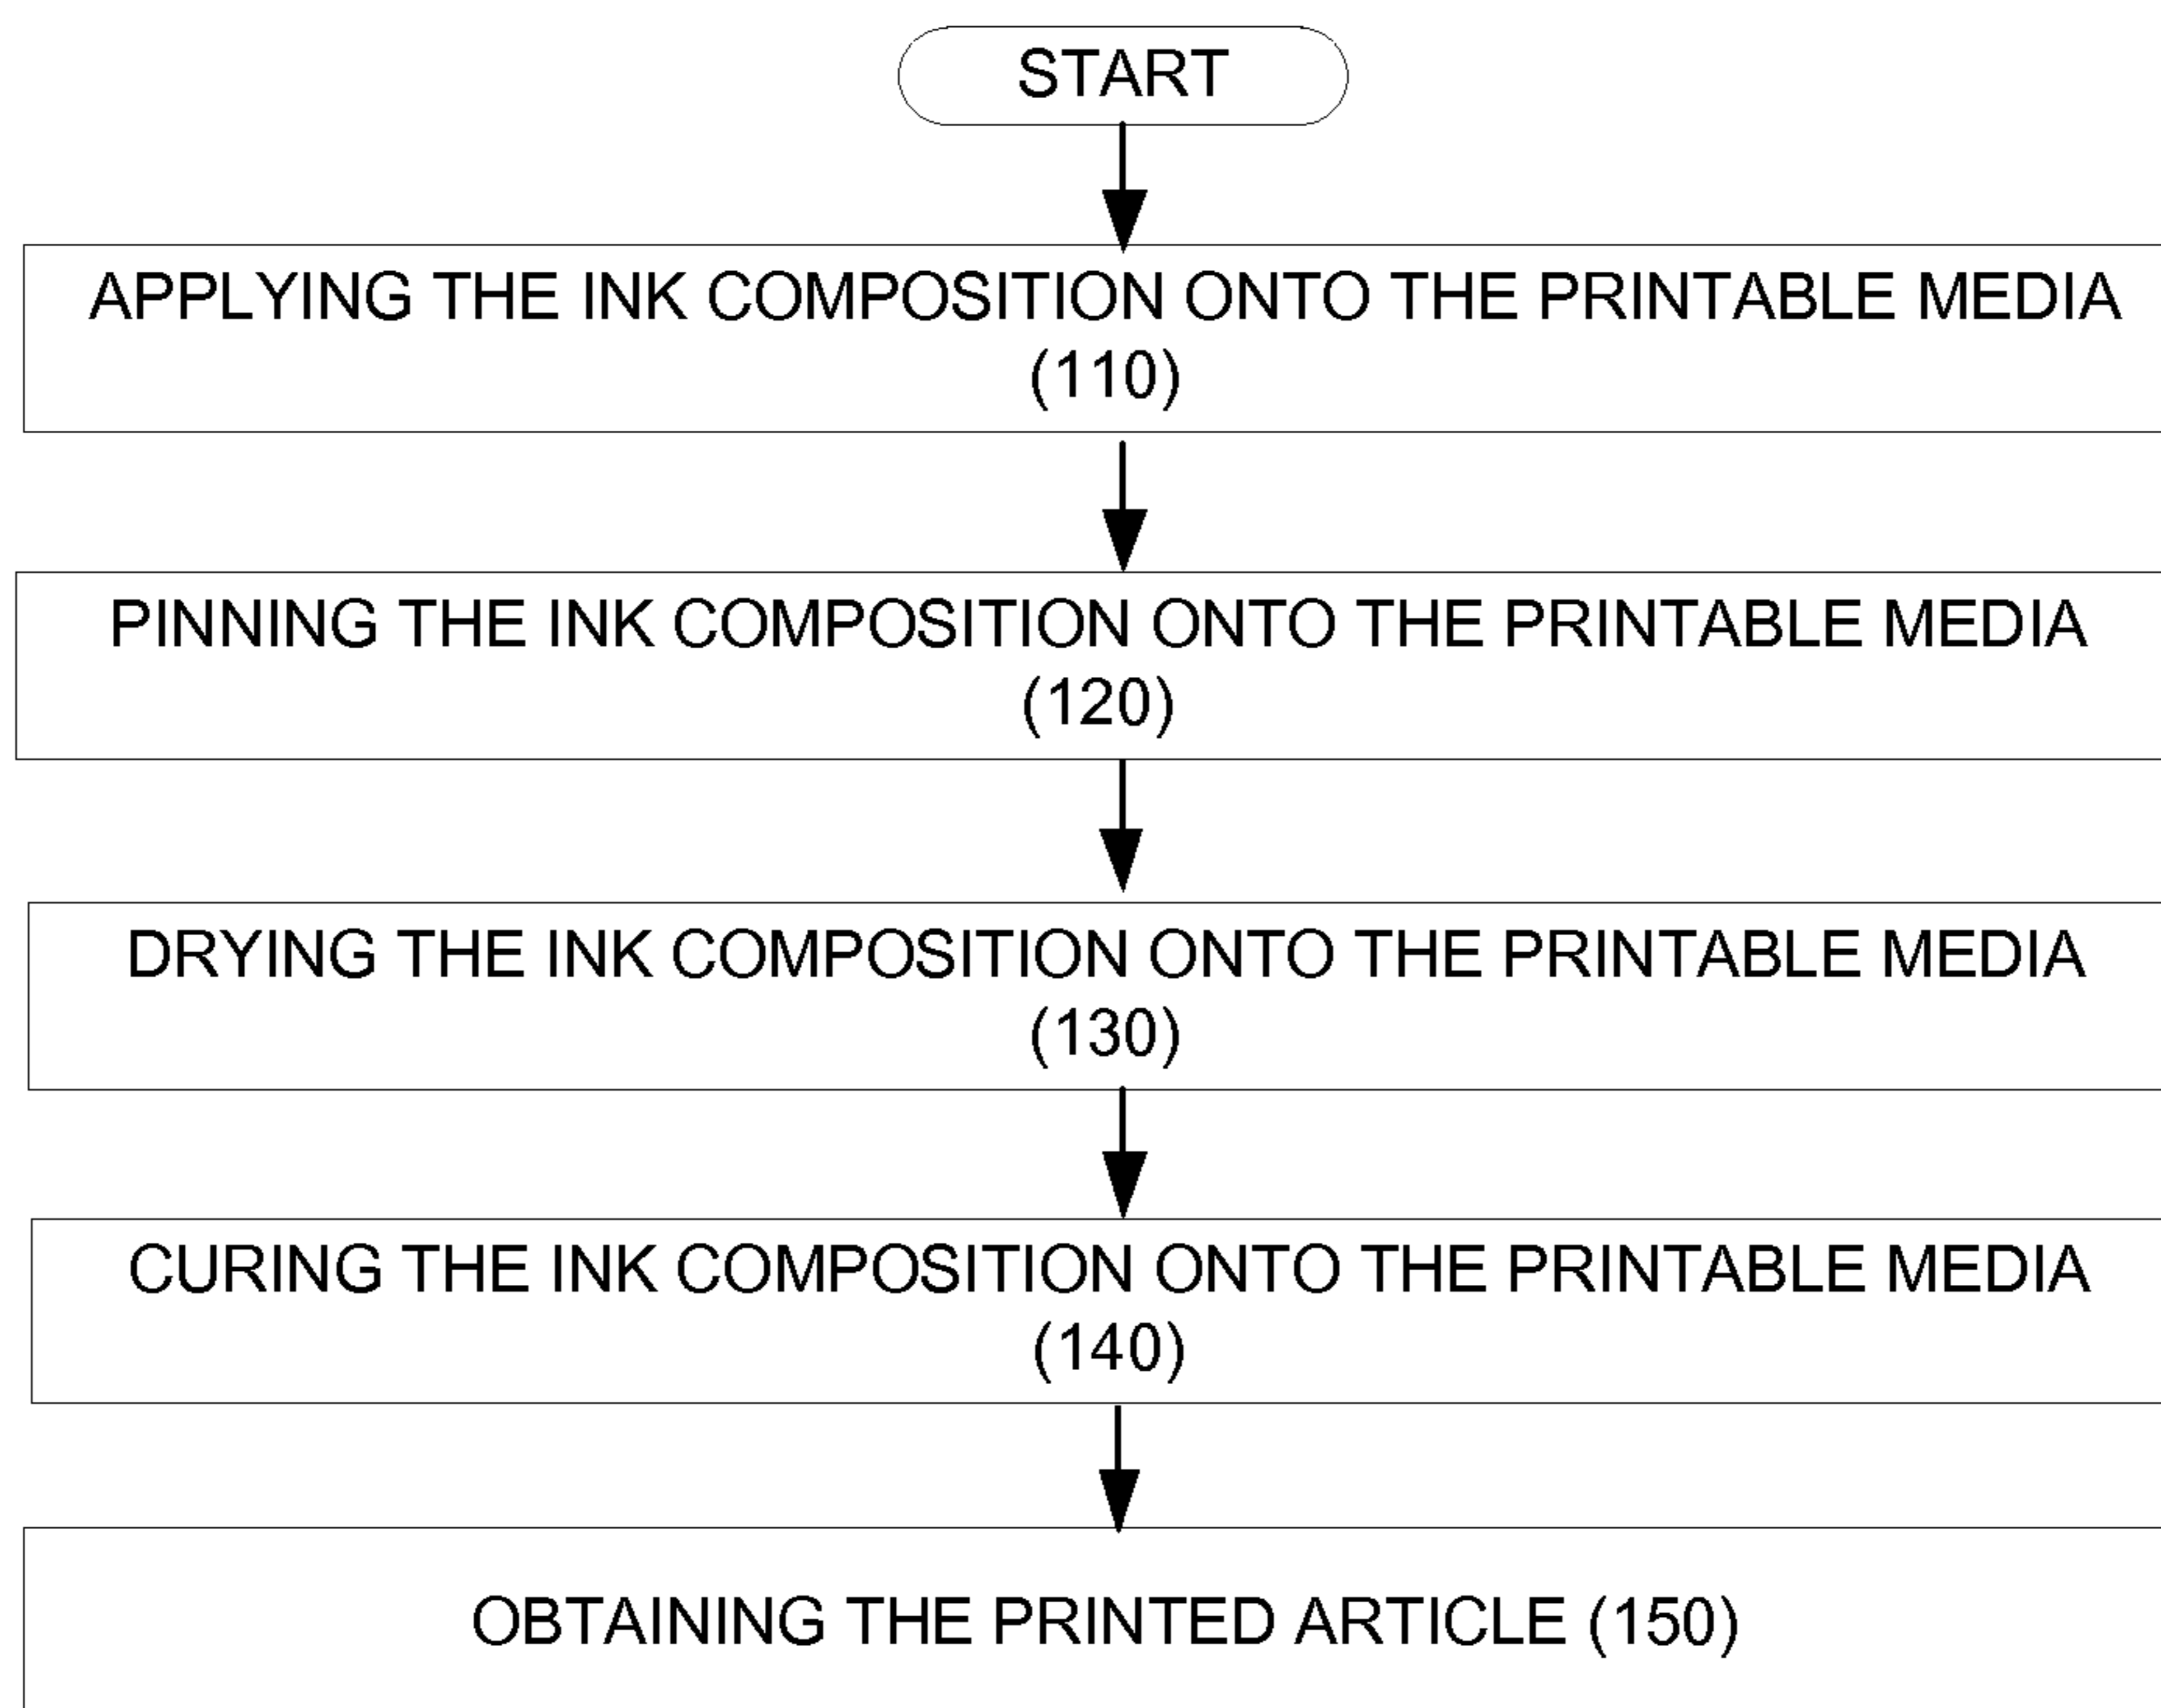 START
APPLYING THE INK COMPOSITION ONTO THE PRINTABLE MEDIA
(110)
PINNING THE INK COMPOSITION ONTO THE PRINTABLE MEDIA
(120)
DRYING THE INK COMPOSITION ONTO THE PRINTABLE MEDIA
(130)
CURING THE INK COMPOSITION ONTO THE PRINTABLE MEDIA
(140)
OBTAINING THE PRINTED ARTICLE (150)